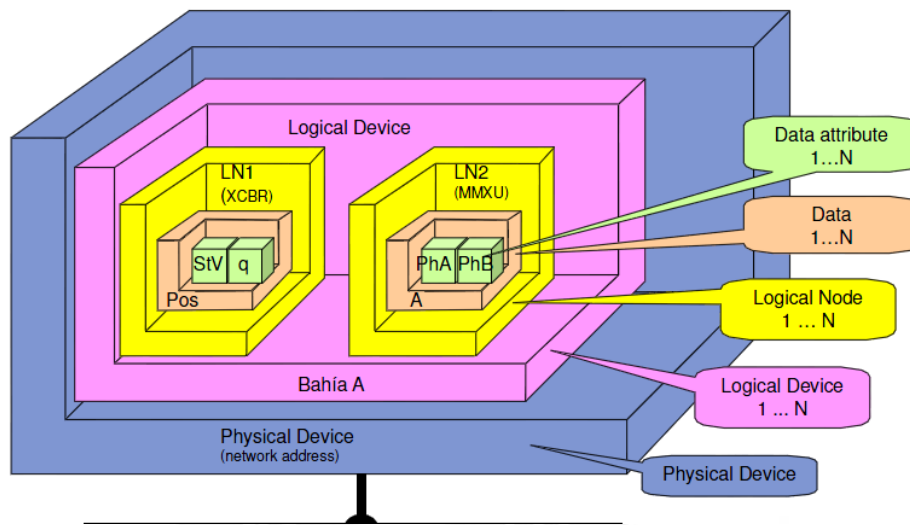 Logical Device
LN1
(XCBR)
LN2
(MMXU)
StV
q
Pos
PhA
PhB
A
Bahía A
Physical Device
(network address)
Data attribute
1...N
Data
1...N
Logical Node
1 ... N
Logical Device
1 ... N
Physical Device